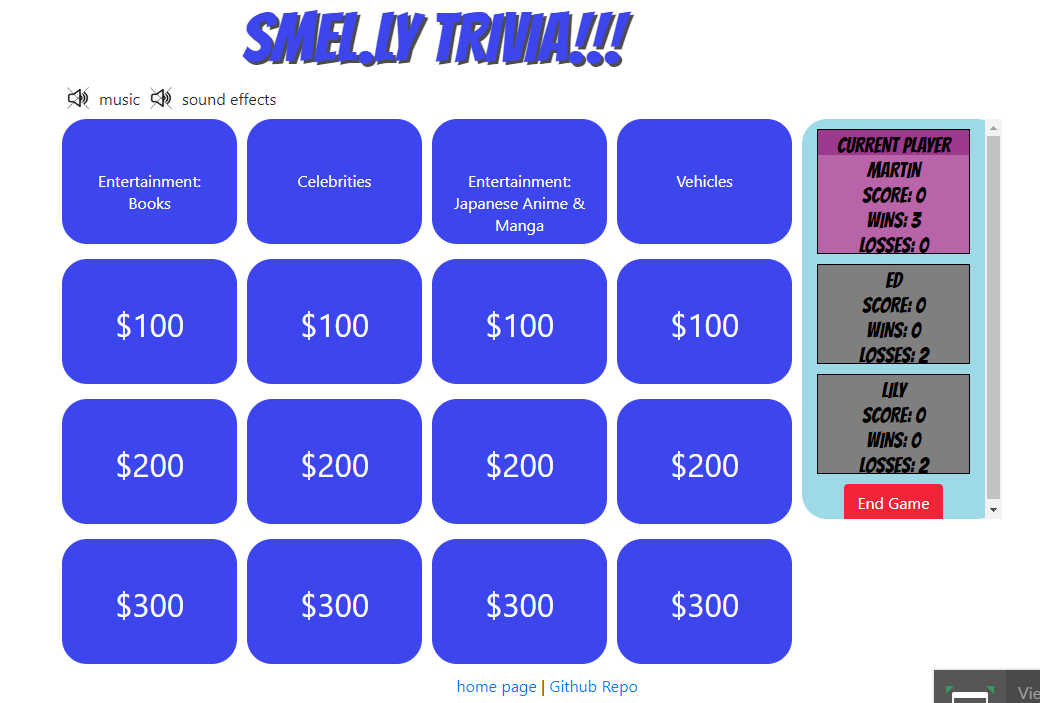 SMEL.LY TRIVIA!!!
music sound effects
Entertainment:
Books
Celebrities
Entertainment:
Japanese Anime &
Manga
Vehicles
$100 $100 $100 $100
$200 $200 $200 $200
$300 $300 $300 $300
CURRENT PLAYER
MARTIN
SCORE: 0
WINS: 3
LOSSES: 0
ED
SCORE: 0
WINS: 0
LOSSES: 2
LILY
SCORE: 0
WINS: 0
LOSSES: 2
End Game
home page | Github Repo